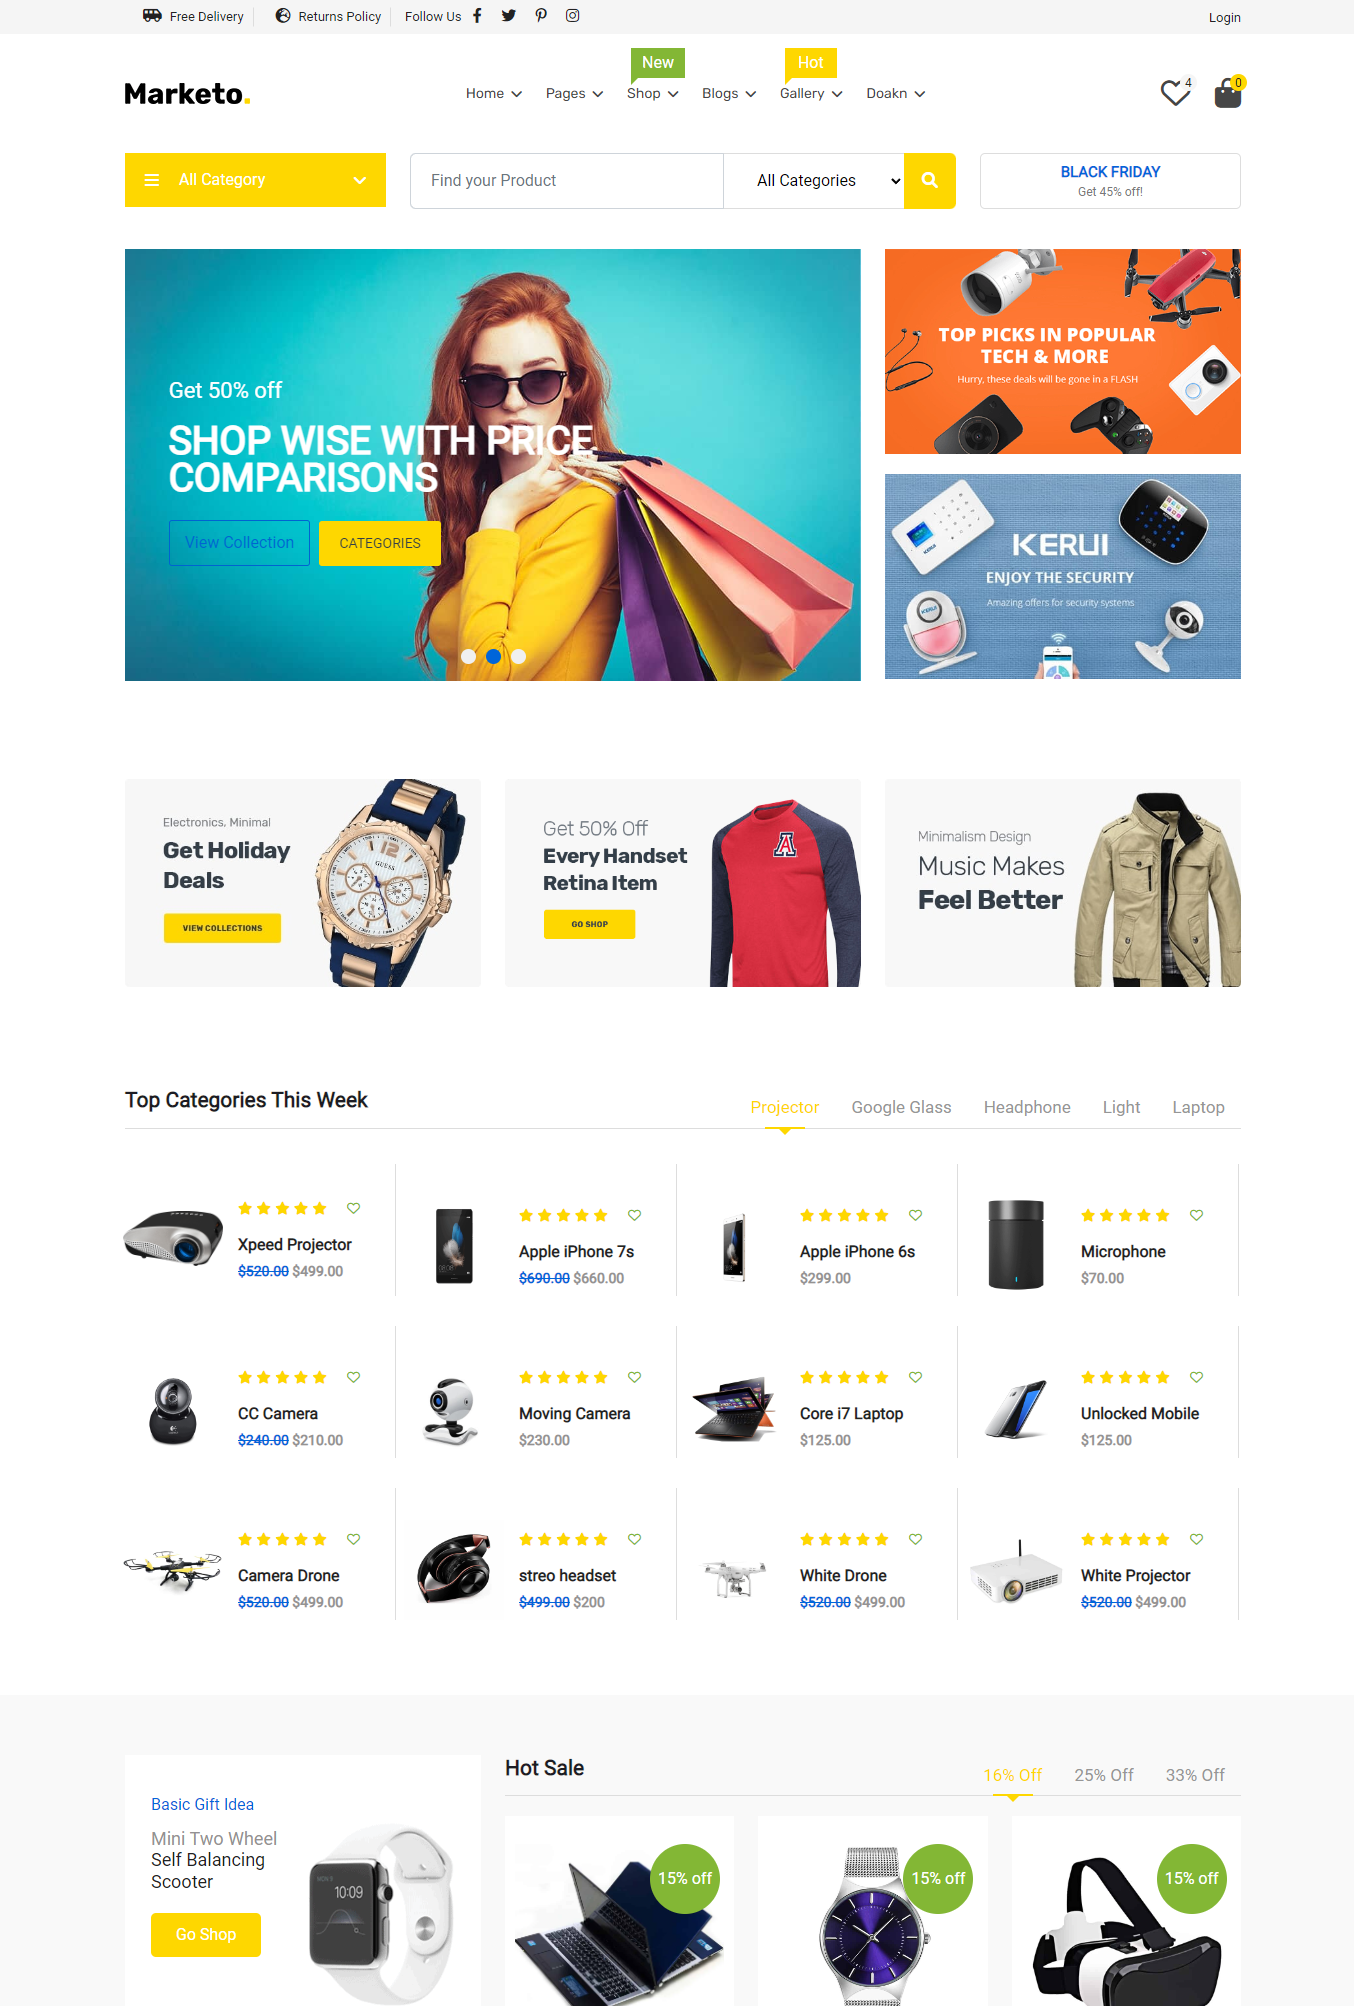 Free Delivery
Returns Policy
Follow Us
Login
New
Hot
Marketo.
Home
Pages
Shop
Blogs
Gallery
Doakn
4
0
All Category
Find your Product
All Categories
BLACK FRIDAY
Get 45% off!
Get 50% off
SHOP WISE WITH PRICE
COMPARISONS
View Collection
CATEGORIES
TOP PICKS IN POPULAR
TECH & MORE
Hurry, these deals will be gone in a FLASH
KERUI
ENJOY THE SECURITY
Amazing offers for security systems
Electronics, Minimal
Get Holiday
Deals
VIEW COLLECTIONS
GUESS
Get 50% Off
Every Handset
Retina Item
GO SHOP
A
Minimalism Design
Music Makes
Feel Better
Top Categories This Week
Projector
Google Glass
Headphone
Light
Laptop
Xpeed Projector
$520.00 $499.00
Apple iPhone 7s
$690.00 $660.00
Apple iPhone 6s
$299.00
Microphone
$70.00
CC Camera
$240.00 $210.00
Moving Camera
$230.00
Core i7 Laptop
$125.00
Unlocked Mobile
$125.00
Camera Drone
$520.00 $499.00
streo headset
$499.00 $200
White Drone
$520.00 $499.00
White Projector
$520.00 $499.00
Basic Gift Idea
Mini Two Wheel
Self Balancing
Scooter
Go Shop
10:09
Hot Sale
16% Off
25% Off
33% Off
15% off
15% off
15% off